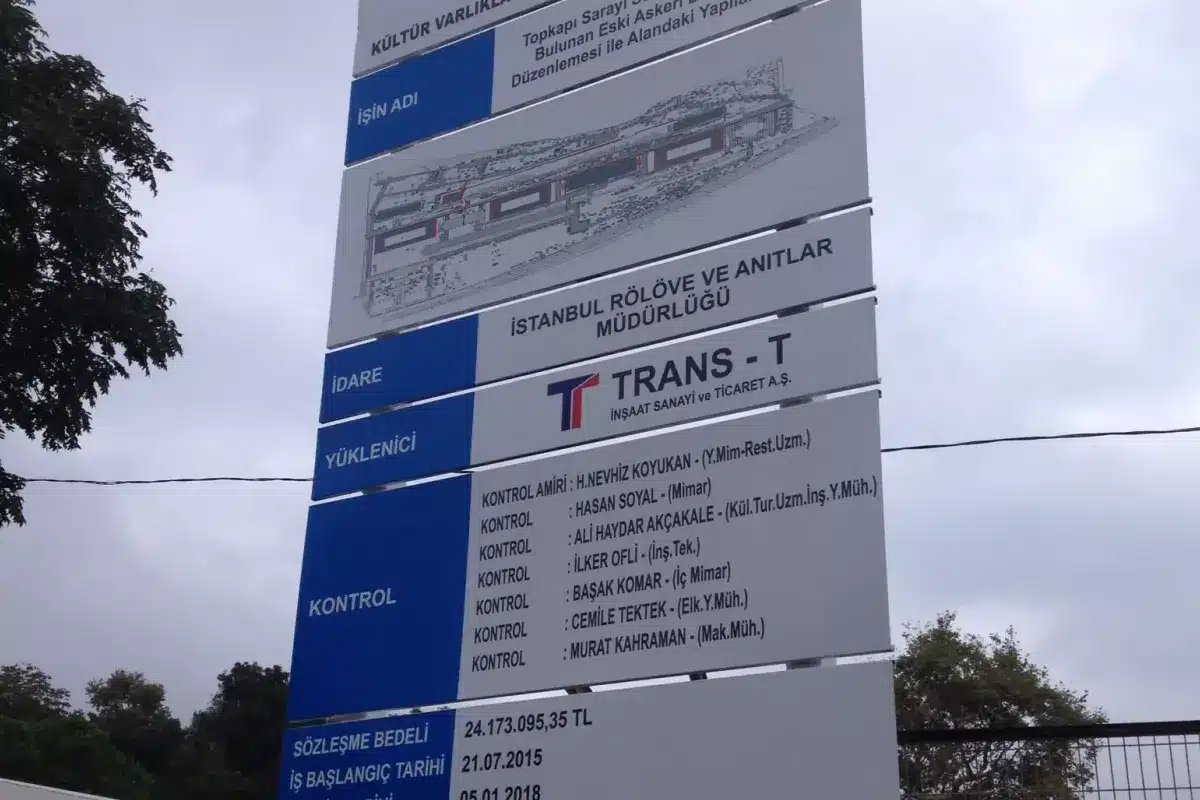 KÜLTÜR
İŞİN ADI
Topkapı Sarayı
Bulunan Eski Askeri
Düzenlemesi ile Alandaki
İDARE
İSTANBUL RÖLÖVE VE ANITLAR
MÜDÜRLÜĞÜ
YÜKLENİCİ
TRANS - T
İNŞAAT SANAYİ ve TİCARET A.Ş.
KONTROL
KONTROL AMİRİ : H.NEVHİZ KOYUKAN - (Y.Mim-Rest.Uzm.)
KONTROL : HASAN SOYAL - (Mimar)
KONTROL : ALİ HAYDAR AKÇAKALE - (Kül.Tur.Uzm.İnş.Y.Müh.)
KONTROL : İLKER OFLİ - (İnş.Tek.)
KONTROL : BAŞAK KOMAR - (İç Mimar)
KONTROL : CEMİLE TEKTEK - (Elk.Y.Müh.)
KONTROL : MURAT KAHRAMAN - (Mak.Müh.)
SÖZLEŞME BEDELİ 24.173.095,35 TL
İŞ BAŞLANGIÇ TARİHİ 21.07.2015
05.01.2018